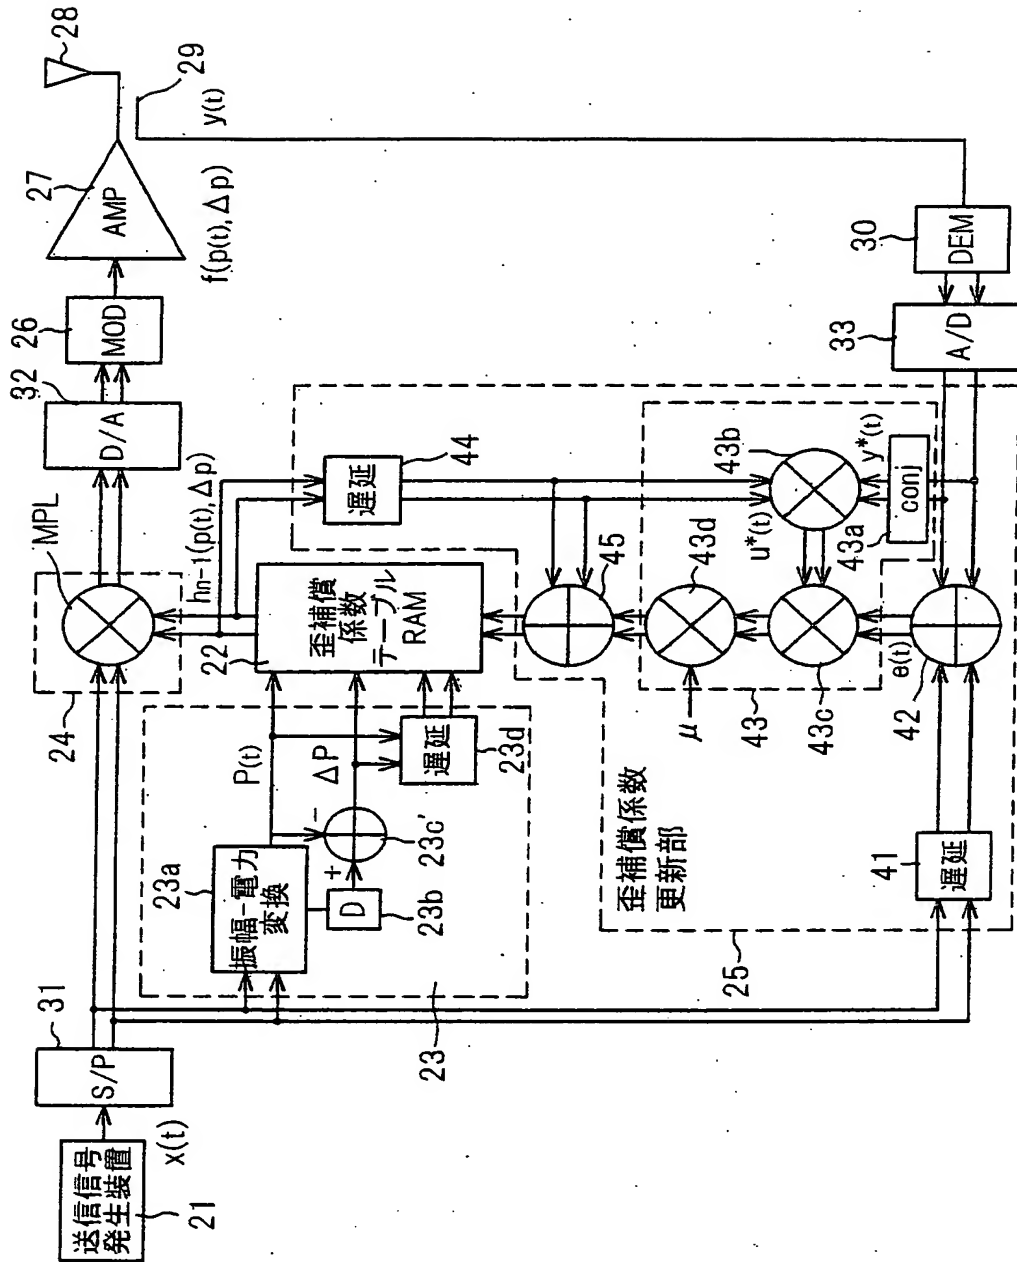 送信信号
発生装置
21
x(t)
S/P
31
24
MPL
D/A
32
MOD
26
AMP
27
f(p(t),Δp)
28
29
y(t)
23
23a
振幅-電力
変換
D
23b
+
-
23c'
P(t)
ΔP
遅延
23d
22
歪補償
係数
テーブル
RAM
hn-1(p(t),Δp)
遅延
44
45
25
歪補償係数
更新部
41
遅延
μ
43
43d
43c
43b
u*(t)
conj
43a
y*(t)
e(t)
42
A/D
33
DEM
30